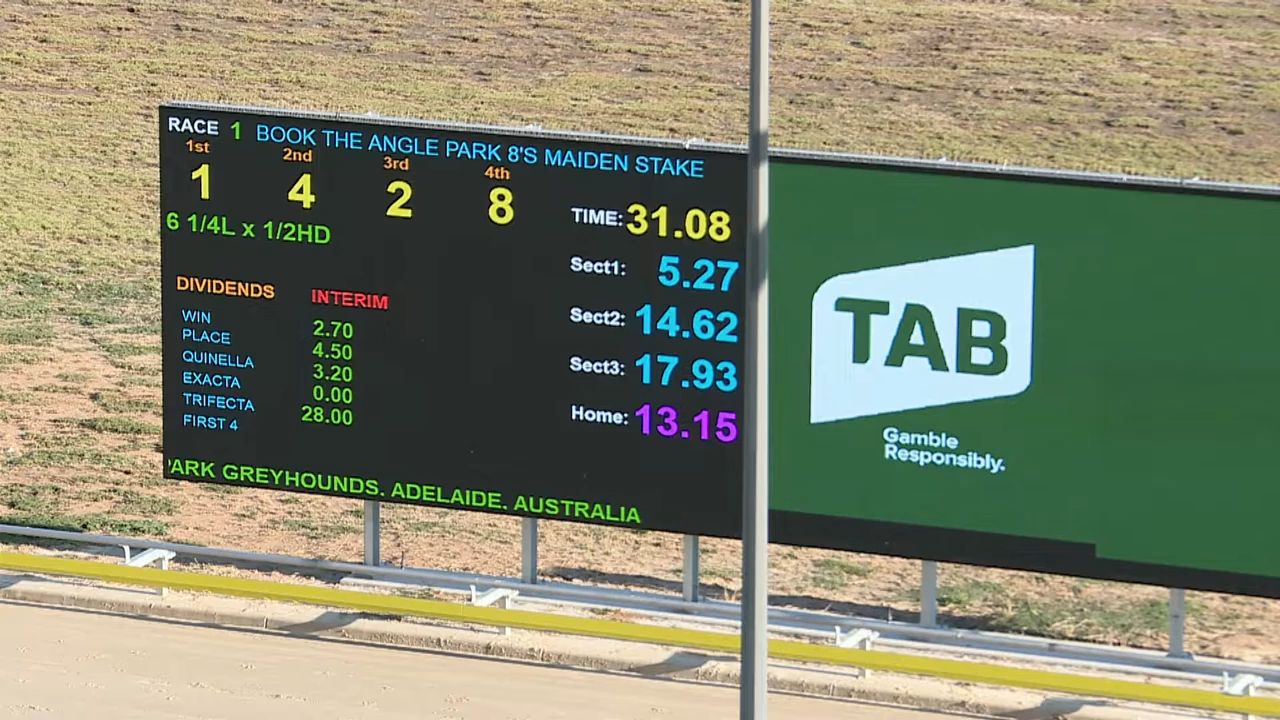 RACE 1 BOOK THE ANGLE PARK 8'S MAIDEN STAKE
1st 2nd 3rd 4th
1 4 2 8
6 1/4L x 1/2HD
TIME: 31.08
Sect1: 5.27
Sect2: 14.62
Sect3: 17.93
Home: 13.15
DIVIDENDS INTERIM
WIN 2.70
PLACE 4.50
QUINELLA 3.20
EXACTA 0.00
TRIFECTA 28.00
FIRST 4
ARK GREYHOUNDS. ADELAIDE. AUSTRALIA
TAB
Gamble
Responsibly.